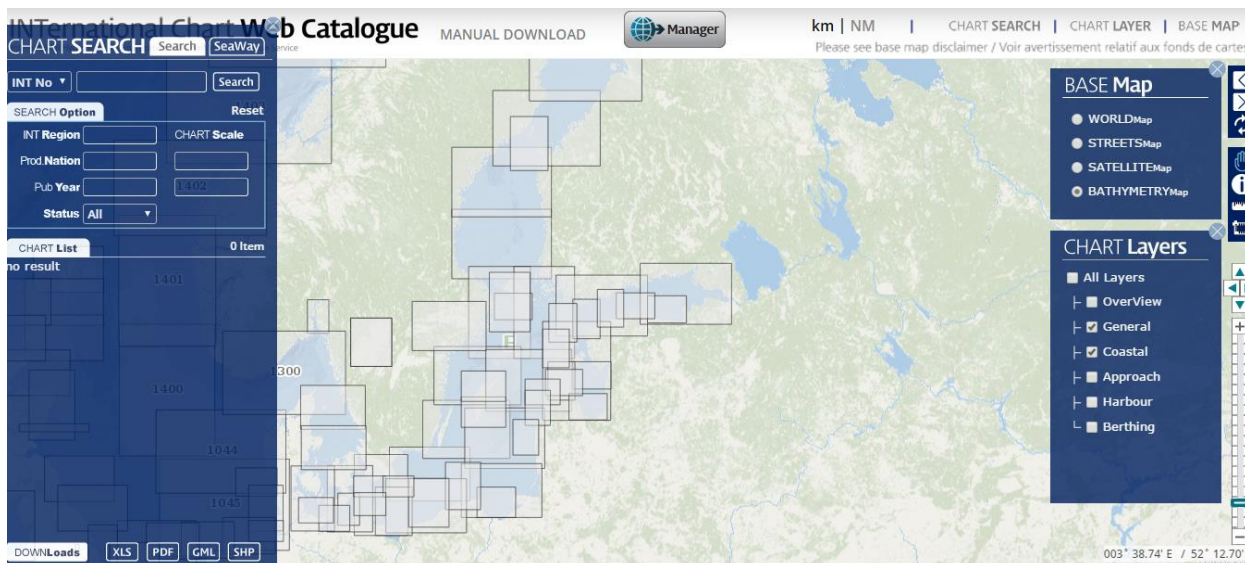 INTernational Chart Web Catalogue
MANUAL DOWNLOAD
Manager
km | NM | CHART SEARCH | CHART LAYER | BASE MAP
Please see base map disclaimer / Voir avertissement relatif aux fonds de cartes
CHART SEARCH Search SeaWay
Service
INT No Search
SEARCH Option Reset
INT Region CHART Scale
Prod.Nation
Pub Year 1402
Status All
CHART List 0 Item
no result
1401
1300
1400
1044
1045
E
DOWNLoads XLS PDF GML SHP
BASE Map
WORLDMap
STREETSMap
SATELLITEMap
BATHYMETRYMap
CHART Layers
All Layers
OverView
General
Coastal
Approach
Harbour
Berthing
003° 38.74' E / 52° 12.70'